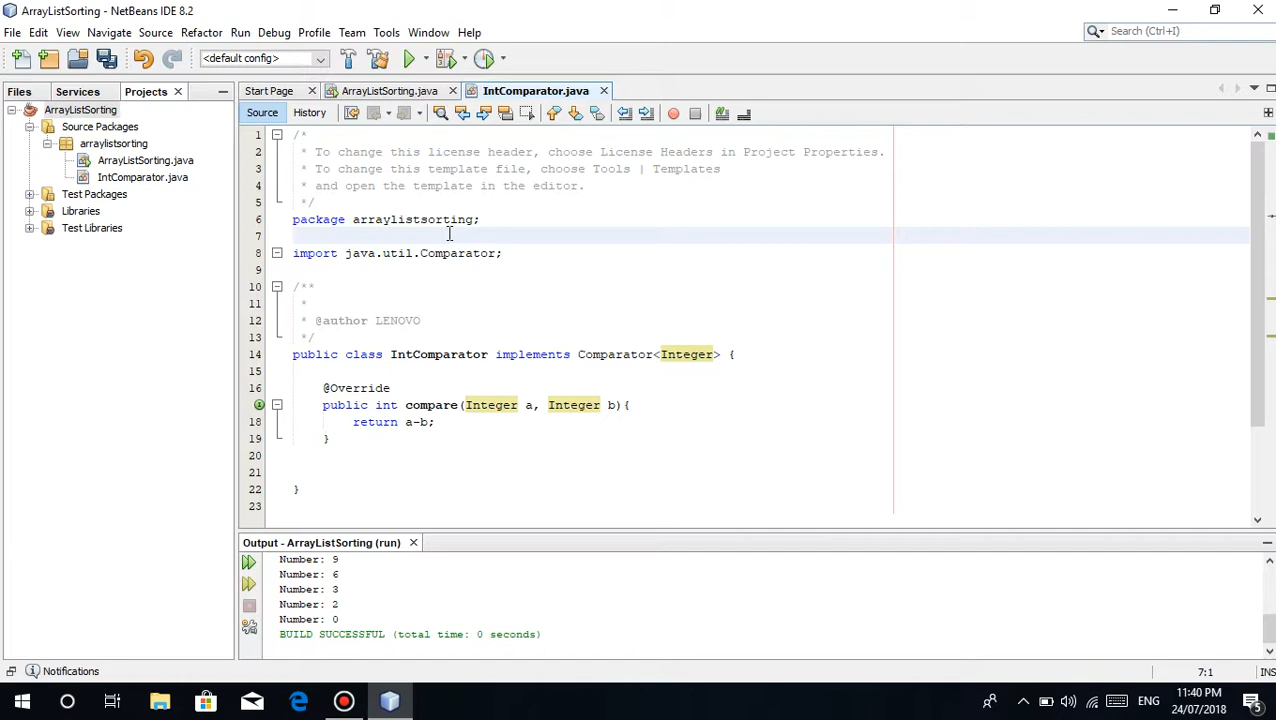 ArrayListSorting - NetBeans IDE 8.2
File Edit View Navigate Source Refactor Run Debug Profile Team Tools Window Help
Search (Ctrl+I)
<default config>
Files Services Projects
Start Page ArrayListSorting.java IntComparator.java
ArrayListSorting
Source Packages
arraylistsorting
ArrayListSorting.java
IntComparator.java
Test Packages
Libraries
Test Libraries
Source History
1 /*
2 * To change this license header, choose License Headers in Project Properties.
3 * To change this template file, choose Tools | Templates
4 * and open the template in the editor.
5 */
6 package arraylistsorting;
7
8 import java.util.Comparator;
9
10 /**
11 *
12 * @author LENOVO
13 */
14 public class IntComparator implements Comparator<Integer> {
15
16 @Override
public int compare(Integer a, Integer b){
18 return a-b;
19 }
20
21
22 }
23
Output - ArrayListSorting (run)
Number: 9
Number: 6
Number: 3
Number: 2
Number: 0
BUILD SUCCESSFUL (total time: 0 seconds)
Notifications
7:1 INS
ENG
11:40 PM
24/07/2018
5